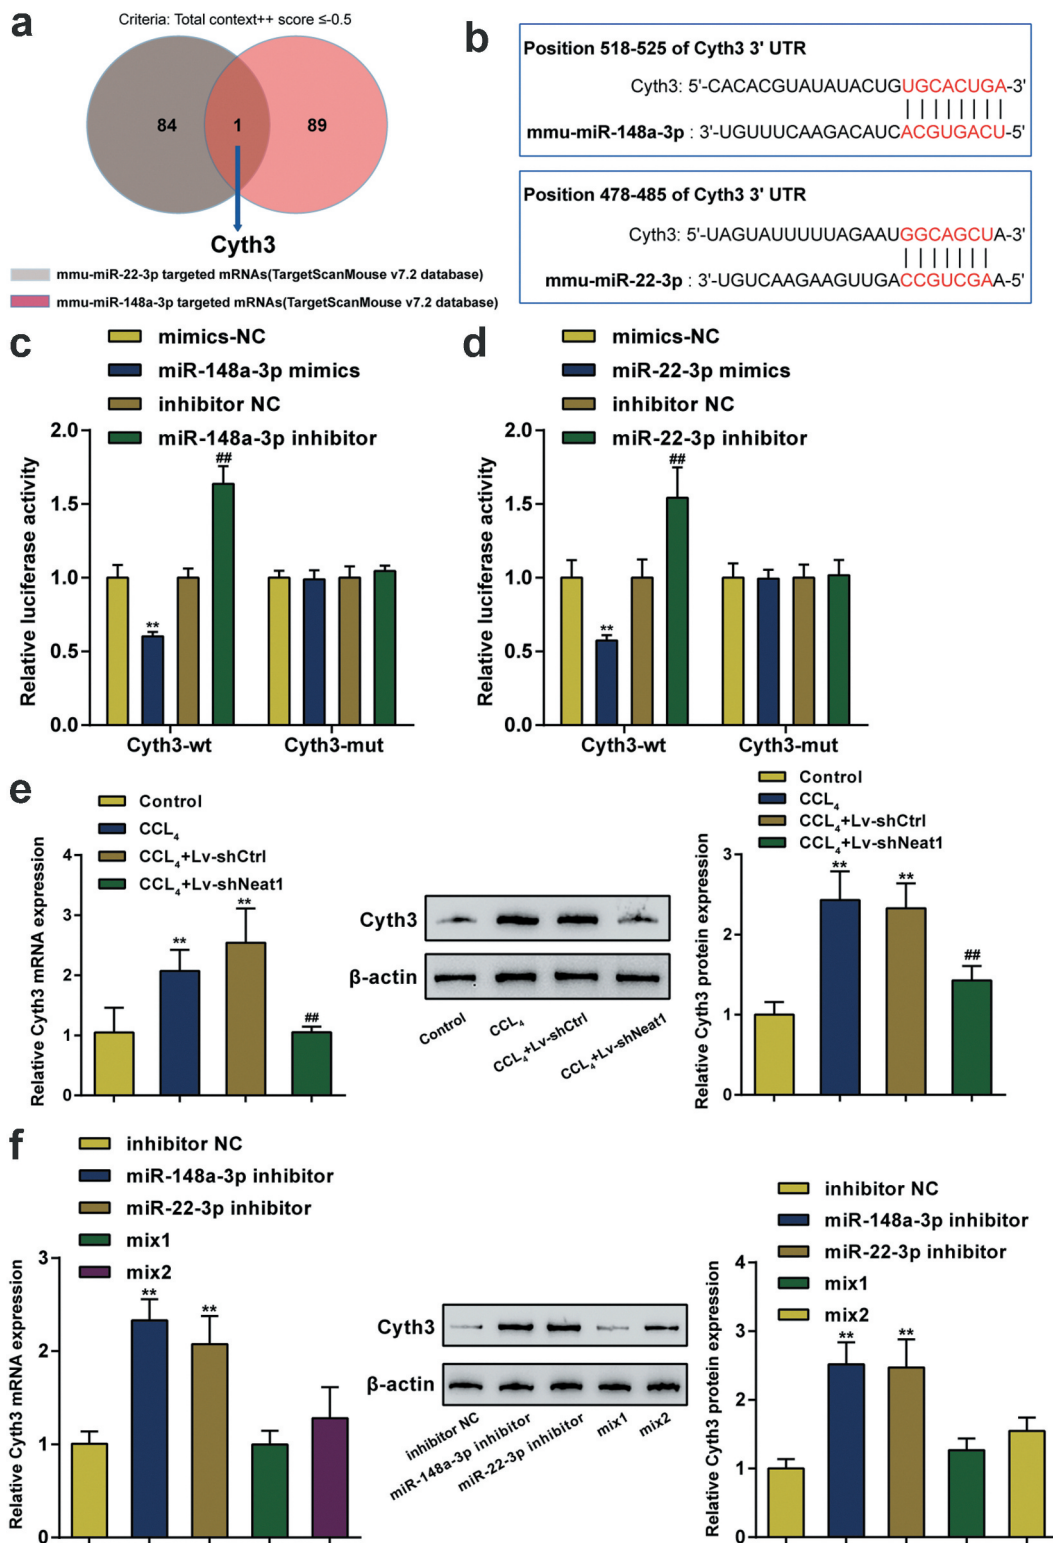 a
Criteria: Total context++ score ≤-0.5
84
1
89
Cyth3
mmu-miR-22-3p targeted mRNAs(TargetScanMouse v7.2 database)
mmu-miR-148a-3p targeted mRNAs(TargetScanMouse v7.2 database)
b
Position 518-525 of Cyth3 3' UTR
Cyth3: 5'-CACACGUAUAUACUGUGCACUGA-3'
mmu-miR-148a-3p : 3'-UGUUUCAAGACAUCACGUGACU-5'
Position 478-485 of Cyth3 3' UTR
Cyth3: 5'-UAGUAUUUUUAGAAUGGCAGCUA-3'
mmu-miR-22-3p : 3'-UGUCAAGAAGUUGACCGUCGAA-5'
c
mimics-NC
miR-148a-3p mimics
inhibitor NC
miR-148a-3p inhibitor
Relative luciferase activity
2.0
1.5
1.0
0.5
0.0
**
##
Cyth3-wt
Cyth3-mut
d
mimics-NC
miR-22-3p mimics
inhibitor NC
miR-22-3p inhibitor
Relative luciferase activity
2.0
1.5
1.0
0.5
0.0
**
##
Cyth3-wt
Cyth3-mut
e
Control
CCL4
CCL4+Lv-shCtrl
CCL4+Lv-shNeat1
Relative Cyth3 mRNA expression
4
3
2
1
0
**
**
##
Cyth3
β-actin
Control
CCL4
CCL4+Lv-shCtrl
CCL4+Lv-shNeat1
Control
CCL4
CCL4+Lv-shCtrl
CCL4+Lv-shNeat1
Relative Cyth3 protein expression
3
2
1
0
**
**
##
f
inhibitor NC
miR-148a-3p inhibitor
miR-22-3p inhibitor
mix1
mix2
Relative Cyth3 mRNA expression
3
2
1
0
**
**
Cyth3
β-actin
inhibitor NC
miR-148a-3p inhibitor
miR-22-3p inhibitor
mix1
mix2
inhibitor NC
miR-148a-3p inhibitor
miR-22-3p inhibitor
mix1
mix2
Relative Cyth3 protein expression
4
3
2
1
0
**
**